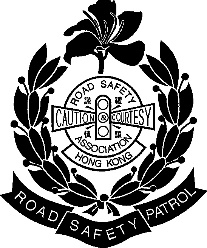 ROAD SAFETY
CAUTION & COURTESY
ASSOCIATION
HONG KONG
ROAD SAFETY PATROL